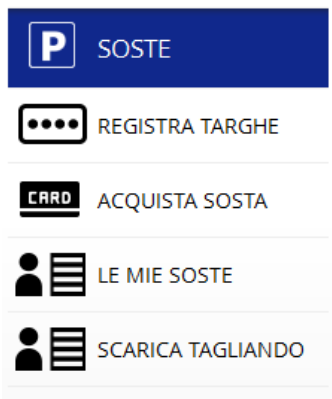 P SOSTE
REGISTRA TARGHE
CARD ACQUISTA SOSTA
LE MIE SOSTE
SCARICA TAGLIANDO